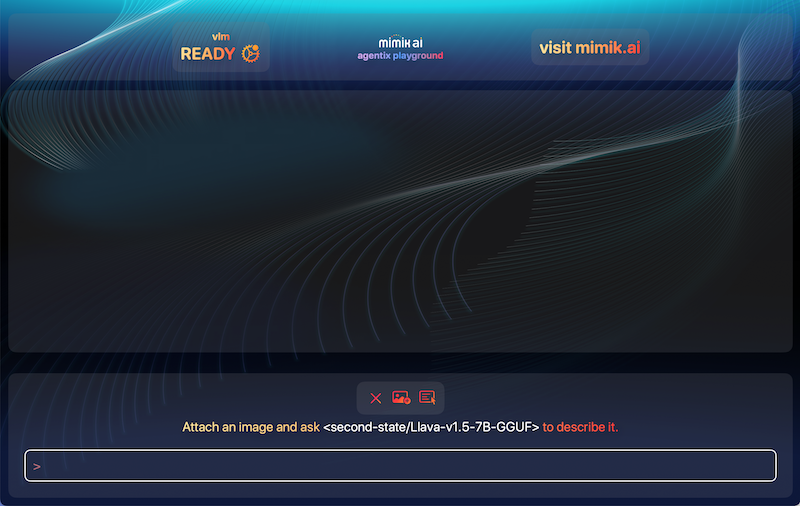 vlm
READY
mimik ai
agentix playground
visit mimik.ai
Attach an image and ask <second-state/Llava-v1.5-7B-GGUF> to describe it.
>